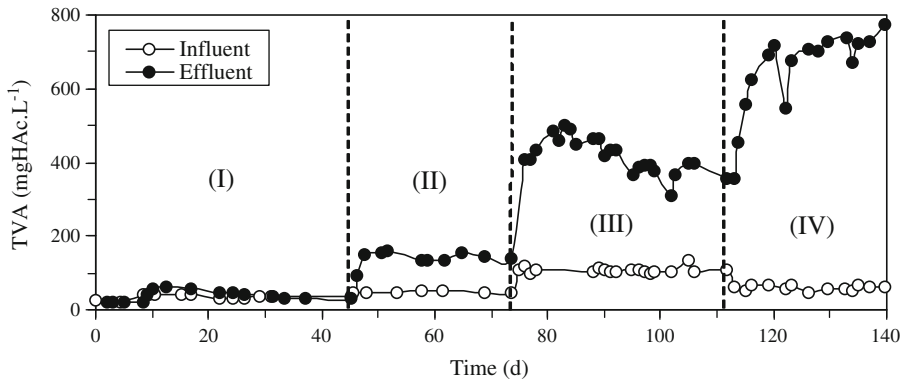 800
600
400
200
0
TVA (mgHAc.L⁻¹)
Influent
Effluent
(I)
(II)
(III)
(IV)
0 20 40 60 80 100 120 140
Time (d)